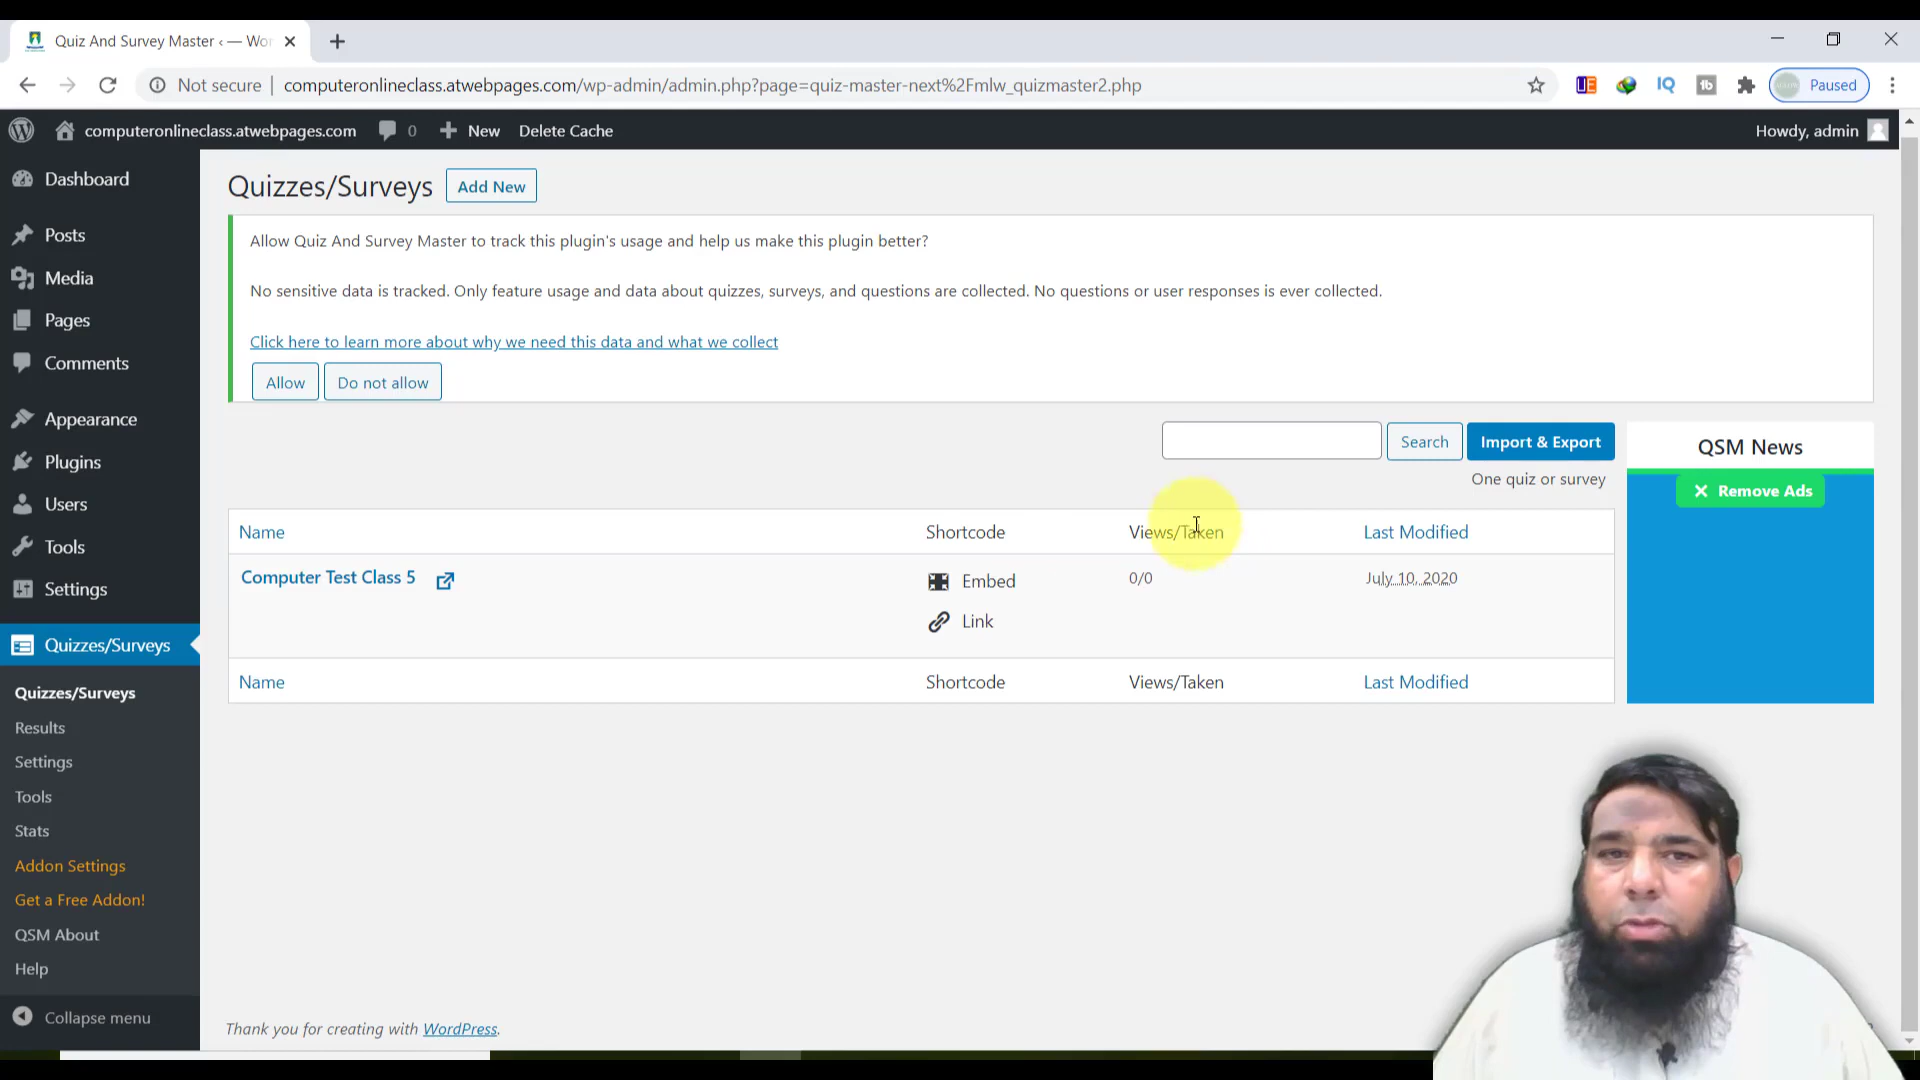 Quiz And Survey Master ‹ — Wor
Not secure
computeronlineclass.atwebpages.com/wp-admin/admin.php?page=quiz-master-next%2Fmlw_quizmaster2.php
Paused
computeronlineclass.atwebpages.com
0
New
Delete Cache
Howdy, admin
Dashboard
Posts
Media
Pages
Comments
Appearance
Plugins
Users
Tools
Settings
Quizzes/Surveys
Quizzes/Surveys
Results
Settings
Tools
Stats
Addon Settings
Get a Free Addon!
QSM About
Help
Collapse menu
Quizzes/Surveys
Add New
Allow Quiz And Survey Master to track this plugin's usage and help us make this plugin better?
No sensitive data is tracked. Only feature usage and data about quizzes, surveys, and questions are collected. No questions or user responses is ever collected.
Click here to learn more about why we need this data and what we collect
Allow
Do not allow
Search
Import & Export
One quiz or survey
QSM News
Remove Ads
Name Shortcode Views/Taken Last Modified
Computer Test Class 5 Embed 0/0 July 10, 2020
Link
Name Shortcode Views/Taken Last Modified
Thank you for creating with WordPress.